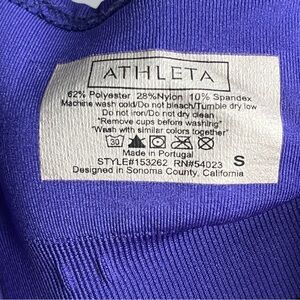 ATHLETA
62% Polyester 28%Nylon 10% Spandex
Machine wash cold/Do not bleach/Tumble dry low
Do not iron/Do not dry clean
"Remove cups before washing"
"Wash with similar colors together"
30
Made in Portugal
STYLE#153262 RN#54023 S
Designed in Sonoma County, California